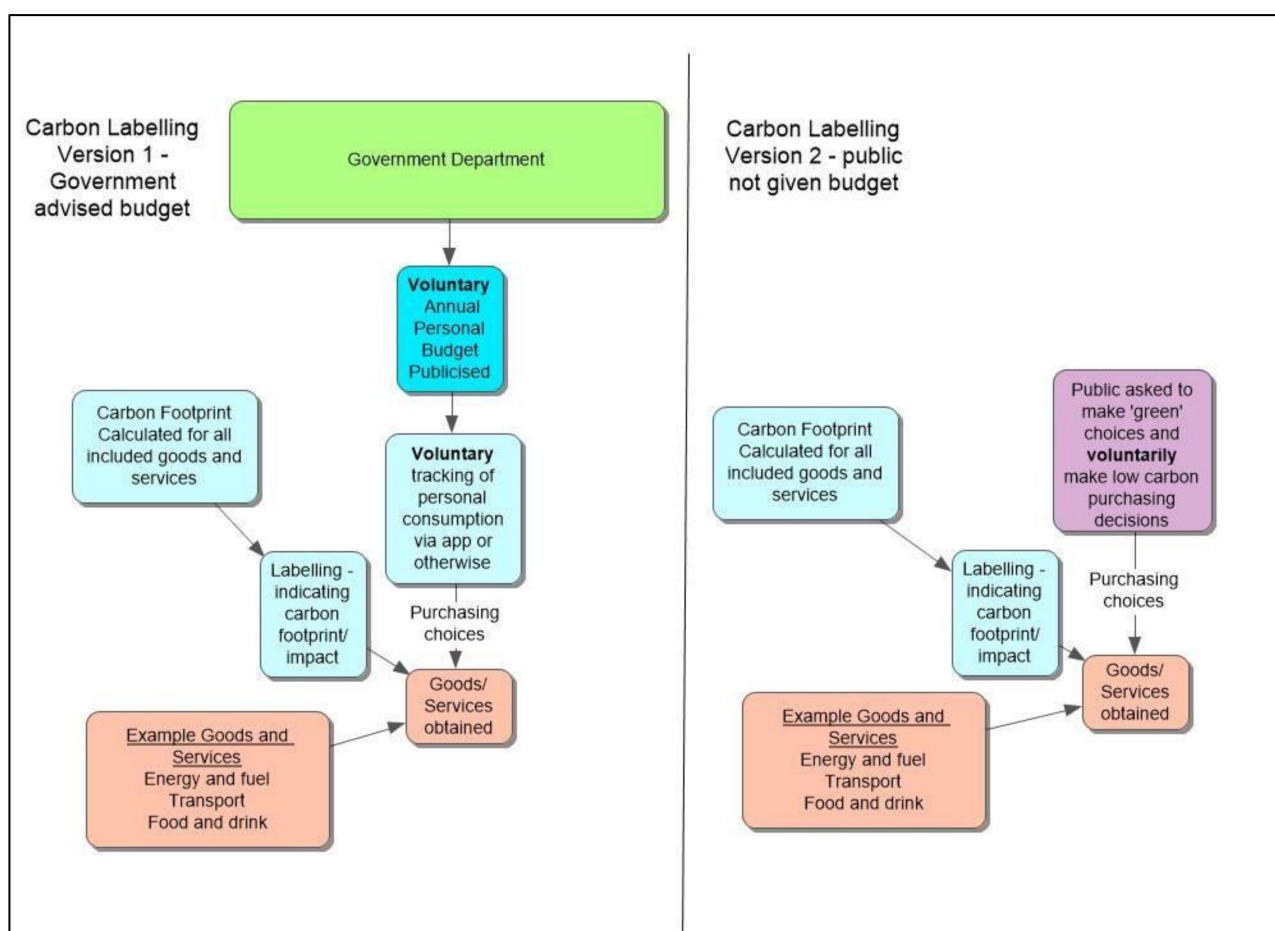 Carbon Labelling
Version 1 -
Government
advised budget
Government Department
Voluntary
Annual
Personal
Budget
Publicised
Carbon Footprint
Calculated for all
included goods and
services
Voluntary
tracking of
personal
consumption
via app or
otherwise
Labelling -
indicating
carbon
footprint/
impact
Purchasing
choices
Goods/
Services
obtained
Example Goods and
Services
Energy and fuel
Transport
Food and drink
Carbon Labelling
Version 2 - public
not given budget
Public asked to
make 'green'
choices and
voluntarily
make low carbon
purchasing
decisions
Carbon Footprint
Calculated for all
included goods and
services
Labelling -
indicating
carbon
footprint/
impact
Purchasing
choices
Goods/
Services
obtained
Example Goods and
Services
Energy and fuel
Transport
Food and drink